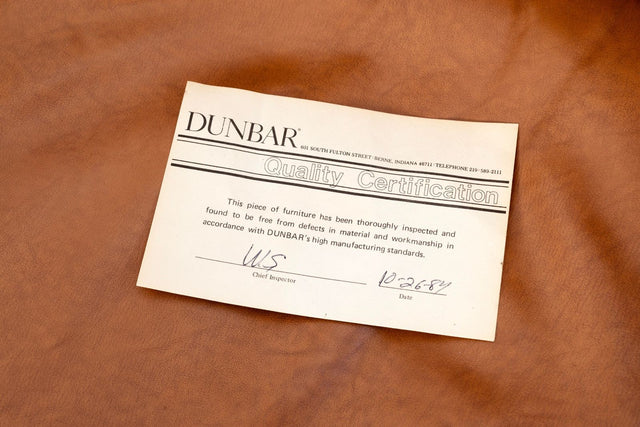 DUNBAR
601 SOUTH FULTON STREET · BERNE, INDIANA 46711 · TELEPHONE 219 · 589-2111
Quality Certification
This piece of furniture has been thoroughly inspected and
found to be free from defects in material and workmanship in
accordance with DUNBAR's high manufacturing standards.
WS 10-26-84
Chief Inspector Date